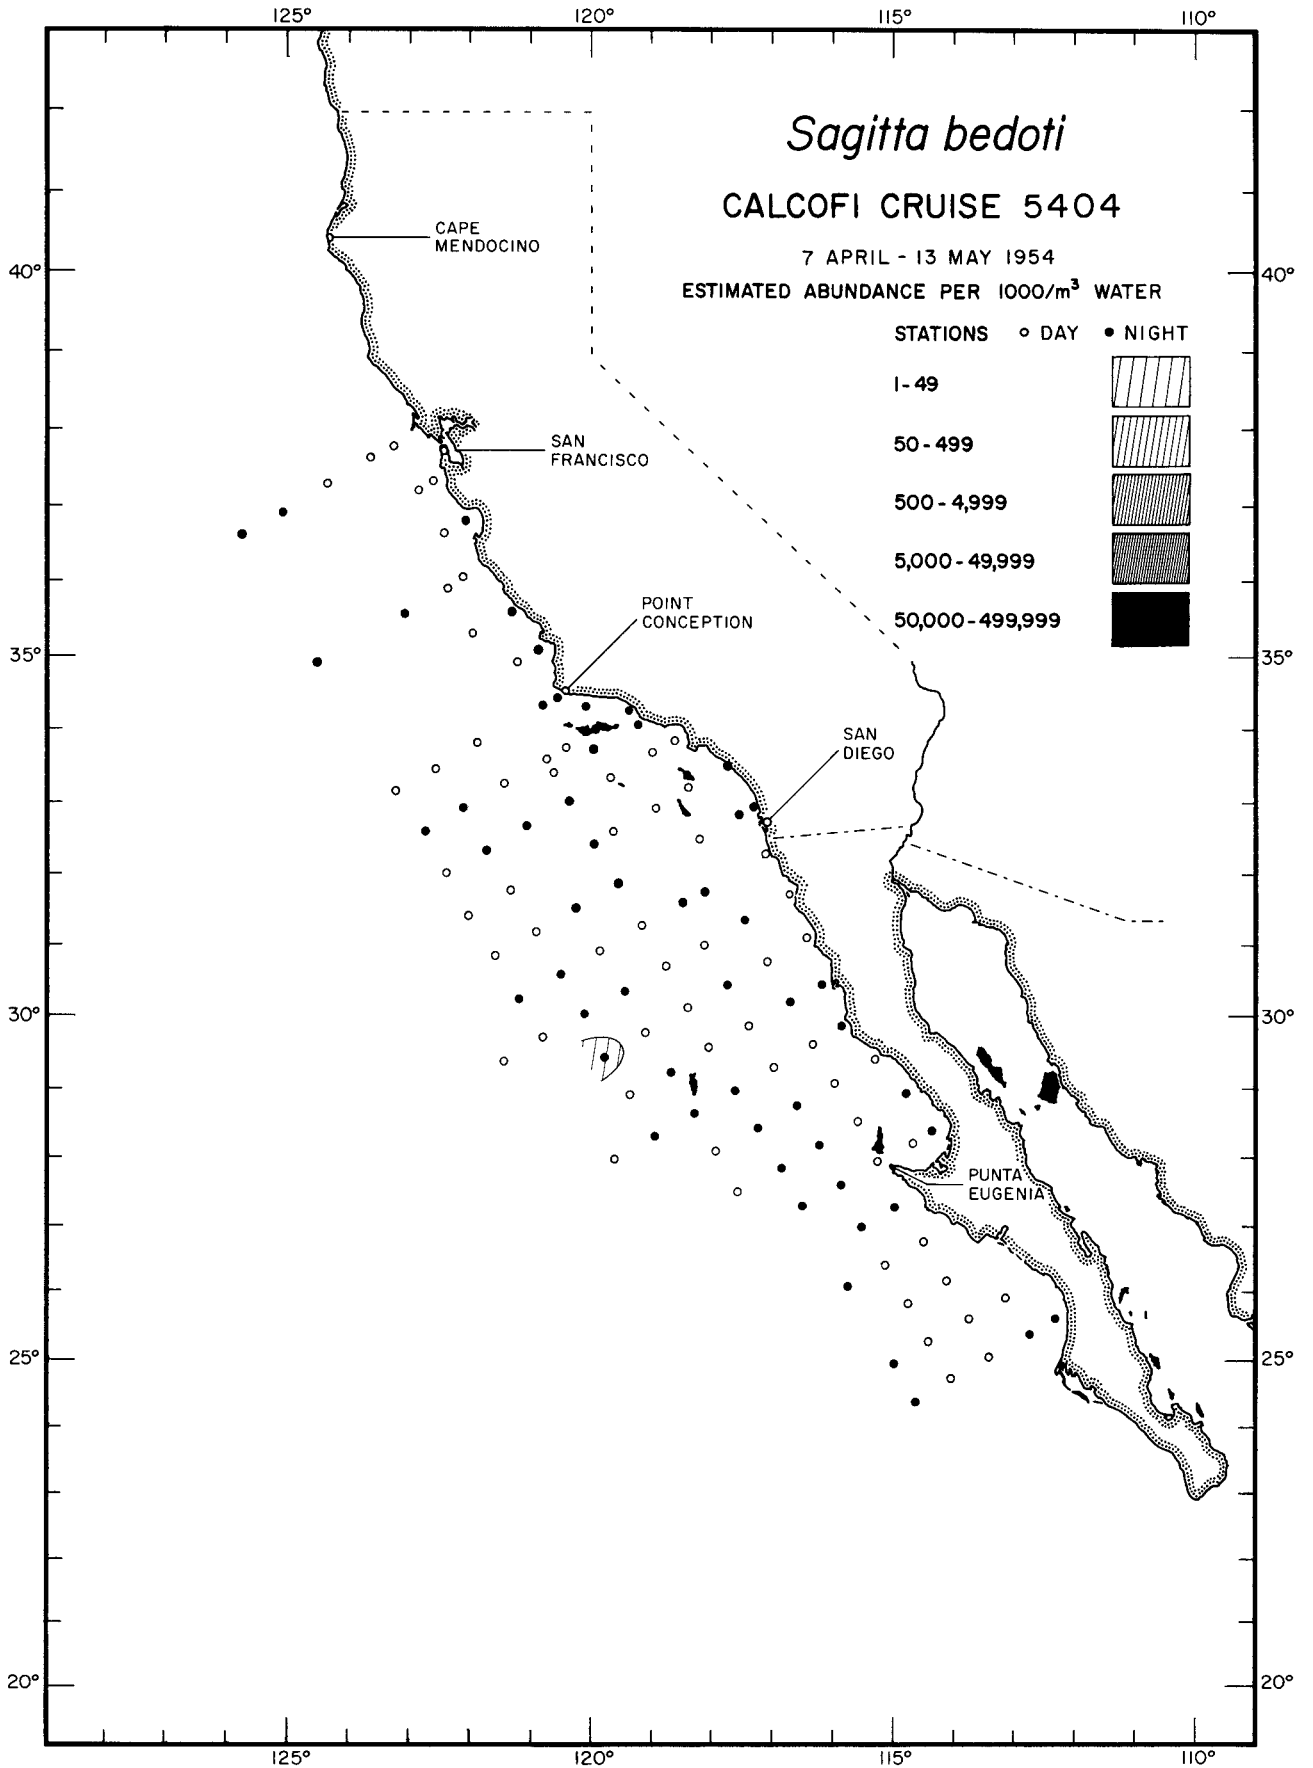 125° 120° 115° 110°
Sagitta bedoti
CALCOFI CRUISE 5404
7 APRIL - 13 MAY 1954
ESTIMATED ABUNDANCE PER 1000/m³ WATER
STATIONS ○ DAY ● NIGHT
1-49
50-499
500-4,999
5,000-49,999
50,000-499,999
CAPE
MENDOCINO
40° 40°
SAN
FRANCISCO
POINT
CONCEPTION
35° 35°
SAN
DIEGO
30° 30°
PUNTA
EUGENIA
25° 25°
20° 20°
125° 120° 115° 110°